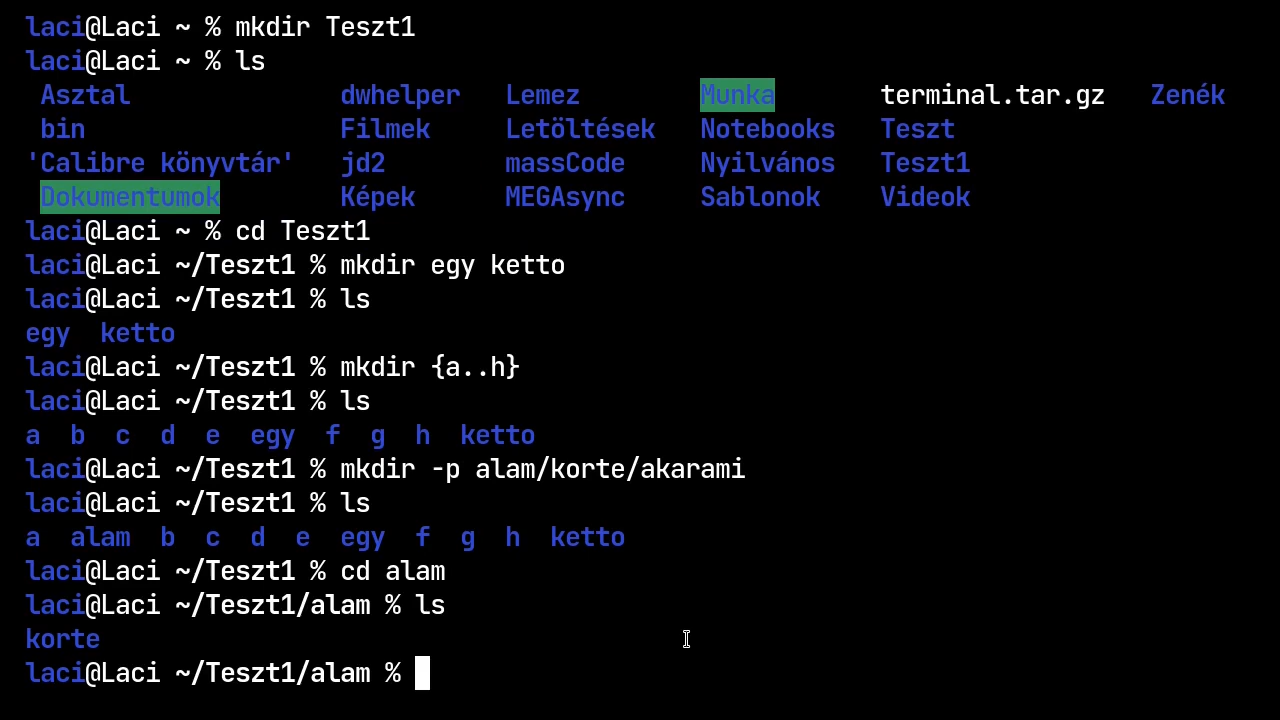 laci@Laci ~ % mkdir Teszt1
laci@Laci ~ % ls
Asztal dwhelper Lemez Munka terminal.tar.gz Zenék
bin Filmek Letöltések Notebooks Teszt
'Calibre könyvtár' jd2 massCode Nyilvános Teszt1
Dokumentumok Képek MEGAsync Sablonok Videok
laci@Laci ~ % cd Teszt1
laci@Laci ~/Teszt1 % mkdir egy ketto
laci@Laci ~/Teszt1 % ls
egy ketto
laci@Laci ~/Teszt1 % mkdir {a..h}
laci@Laci ~/Teszt1 % ls
a b c d e egy f g h ketto
laci@Laci ~/Teszt1 % mkdir -p alam/korte/akarami
laci@Laci ~/Teszt1 % ls
a alam b c d e egy f g h ketto
laci@Laci ~/Teszt1 % cd alam
laci@Laci ~/Teszt1/alam % ls
korte
laci@Laci ~/Teszt1/alam %